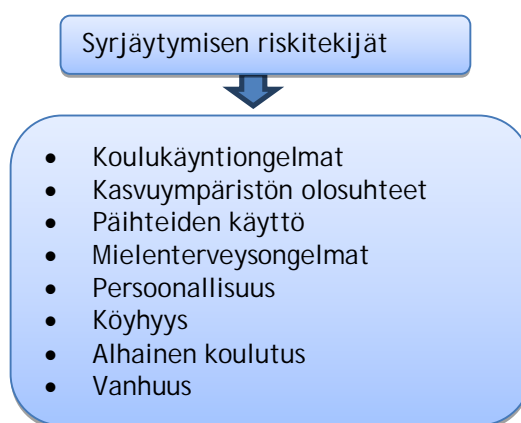 Syrjäytymisen riskitekijät
• Koulukäyntiongelmat
• Kasvuympäristön olosuhteet
• Päihteiden käyttö
• Mielenterveysongelmat
• Persoonallisuus
• Köyhyys
• Alhainen koulutus
• Vanhuus